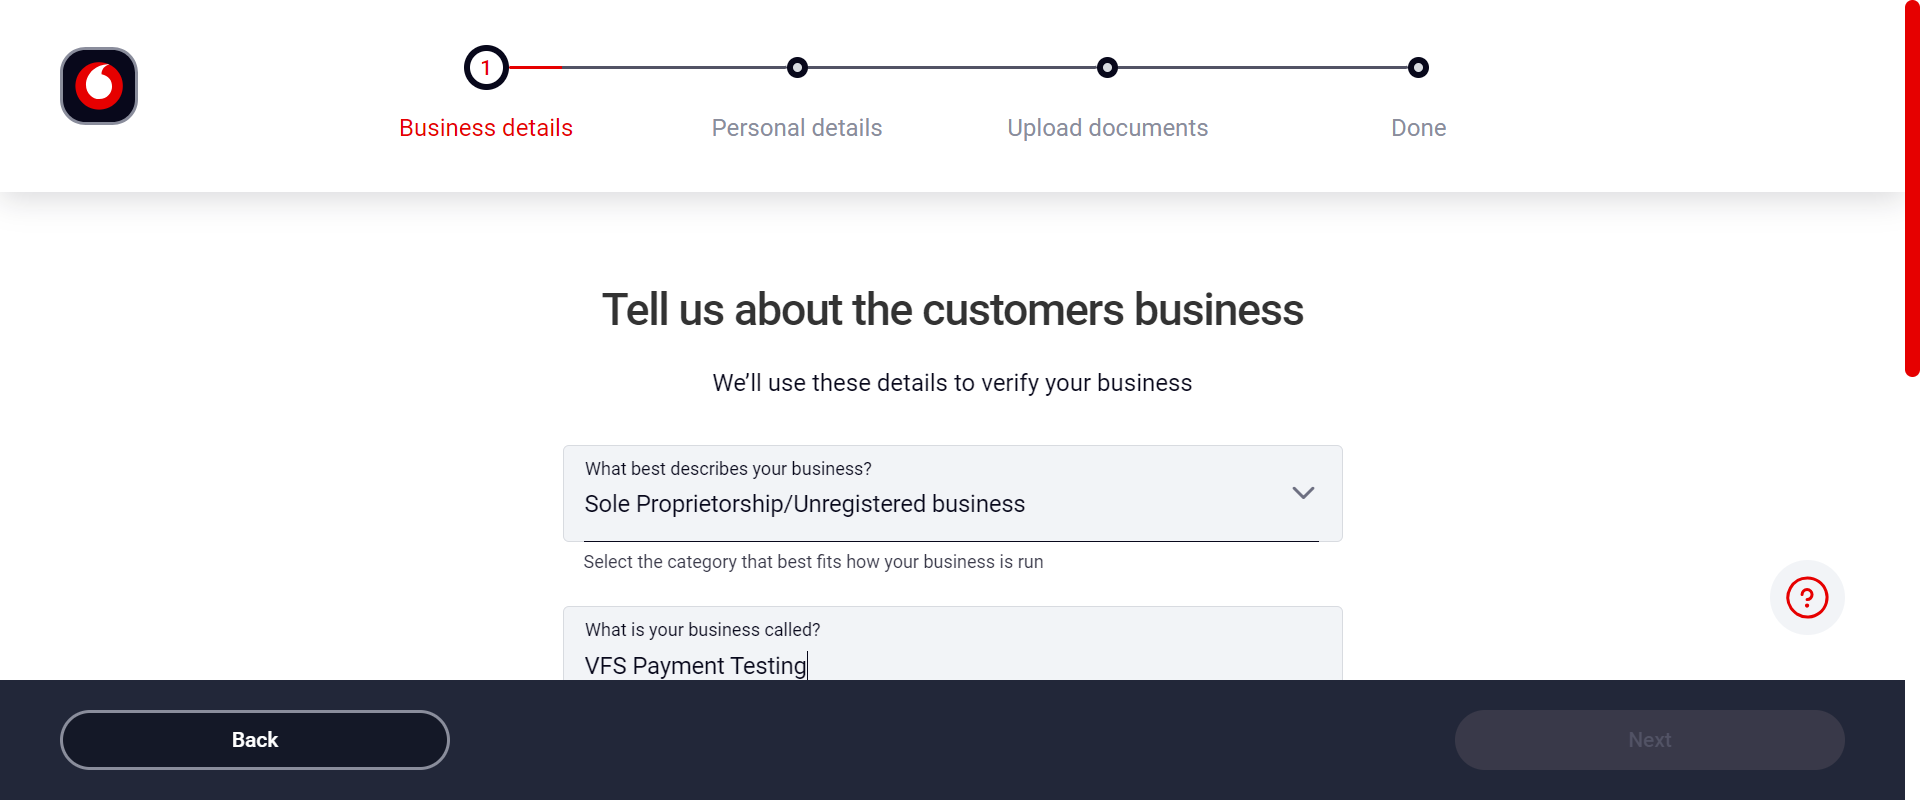 1
Business details
Personal details
Upload documents
Done
Tell us about the customers business
We’ll use these details to verify your business
What best describes your business?
Sole Proprietorship/Unregistered business
Select the category that best fits how your business is run
What is your business called?
VFS Payment Testing
?
Back
Next